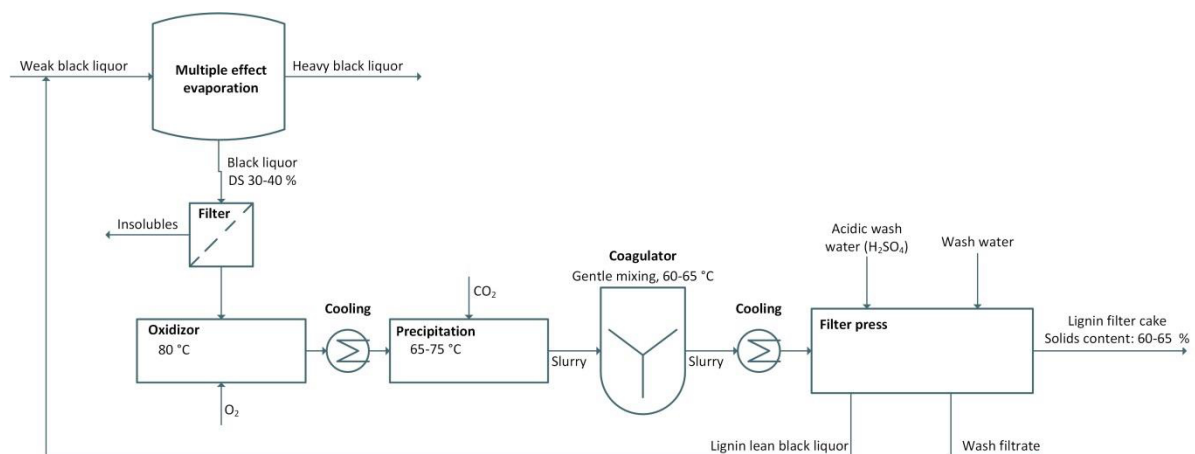 Weak black liquor
Multiple effect
evaporation
Heavy black liquor
Black liquor
DS 30-40 %
Filter
Insolubles
Oxidizor
80 °C
O₂
Cooling
CO₂
Precipitation
65-75 °C
Slurry
Coagulator
Gentle mixing, 60-65 °C
Slurry
Cooling
Acidic wash
water (H₂SO₄)
Wash water
Filter press
Lignin filter cake
Solids content: 60-65 %
Lignin lean black liquor
Wash filtrate